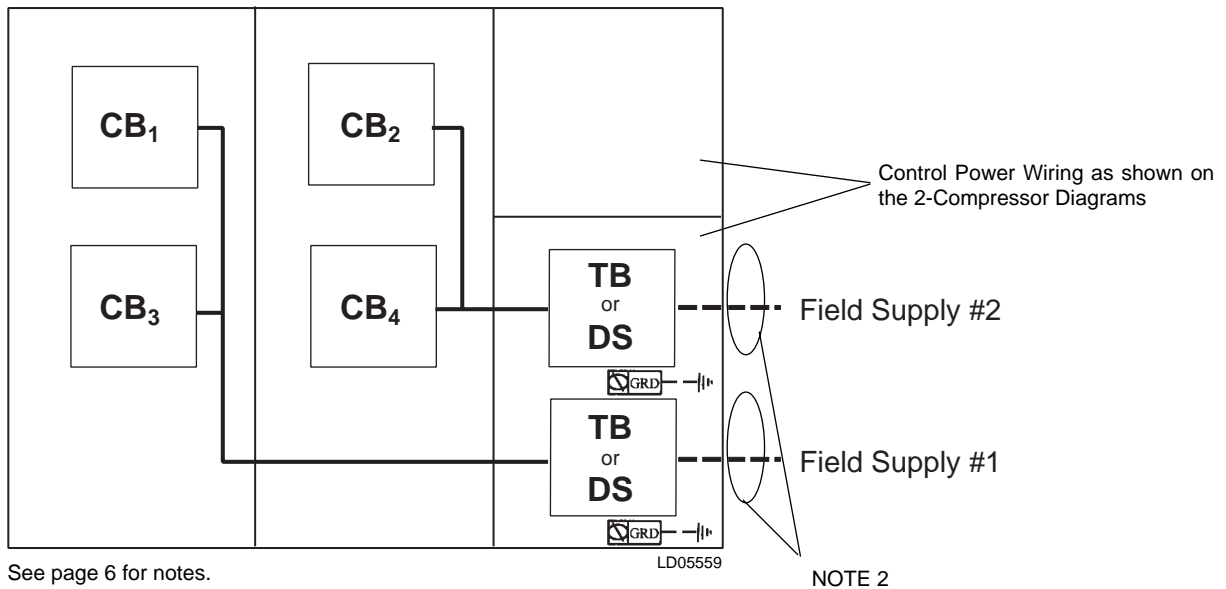 CB1
CB2
Control Power Wiring as shown on
the 2-Compressor Diagrams
CB3
CB4
TB
or
DS
Field Supply #2
GRD
TB
or
DS
Field Supply #1
GRD
LD05559
See page 6 for notes.
NOTE 2